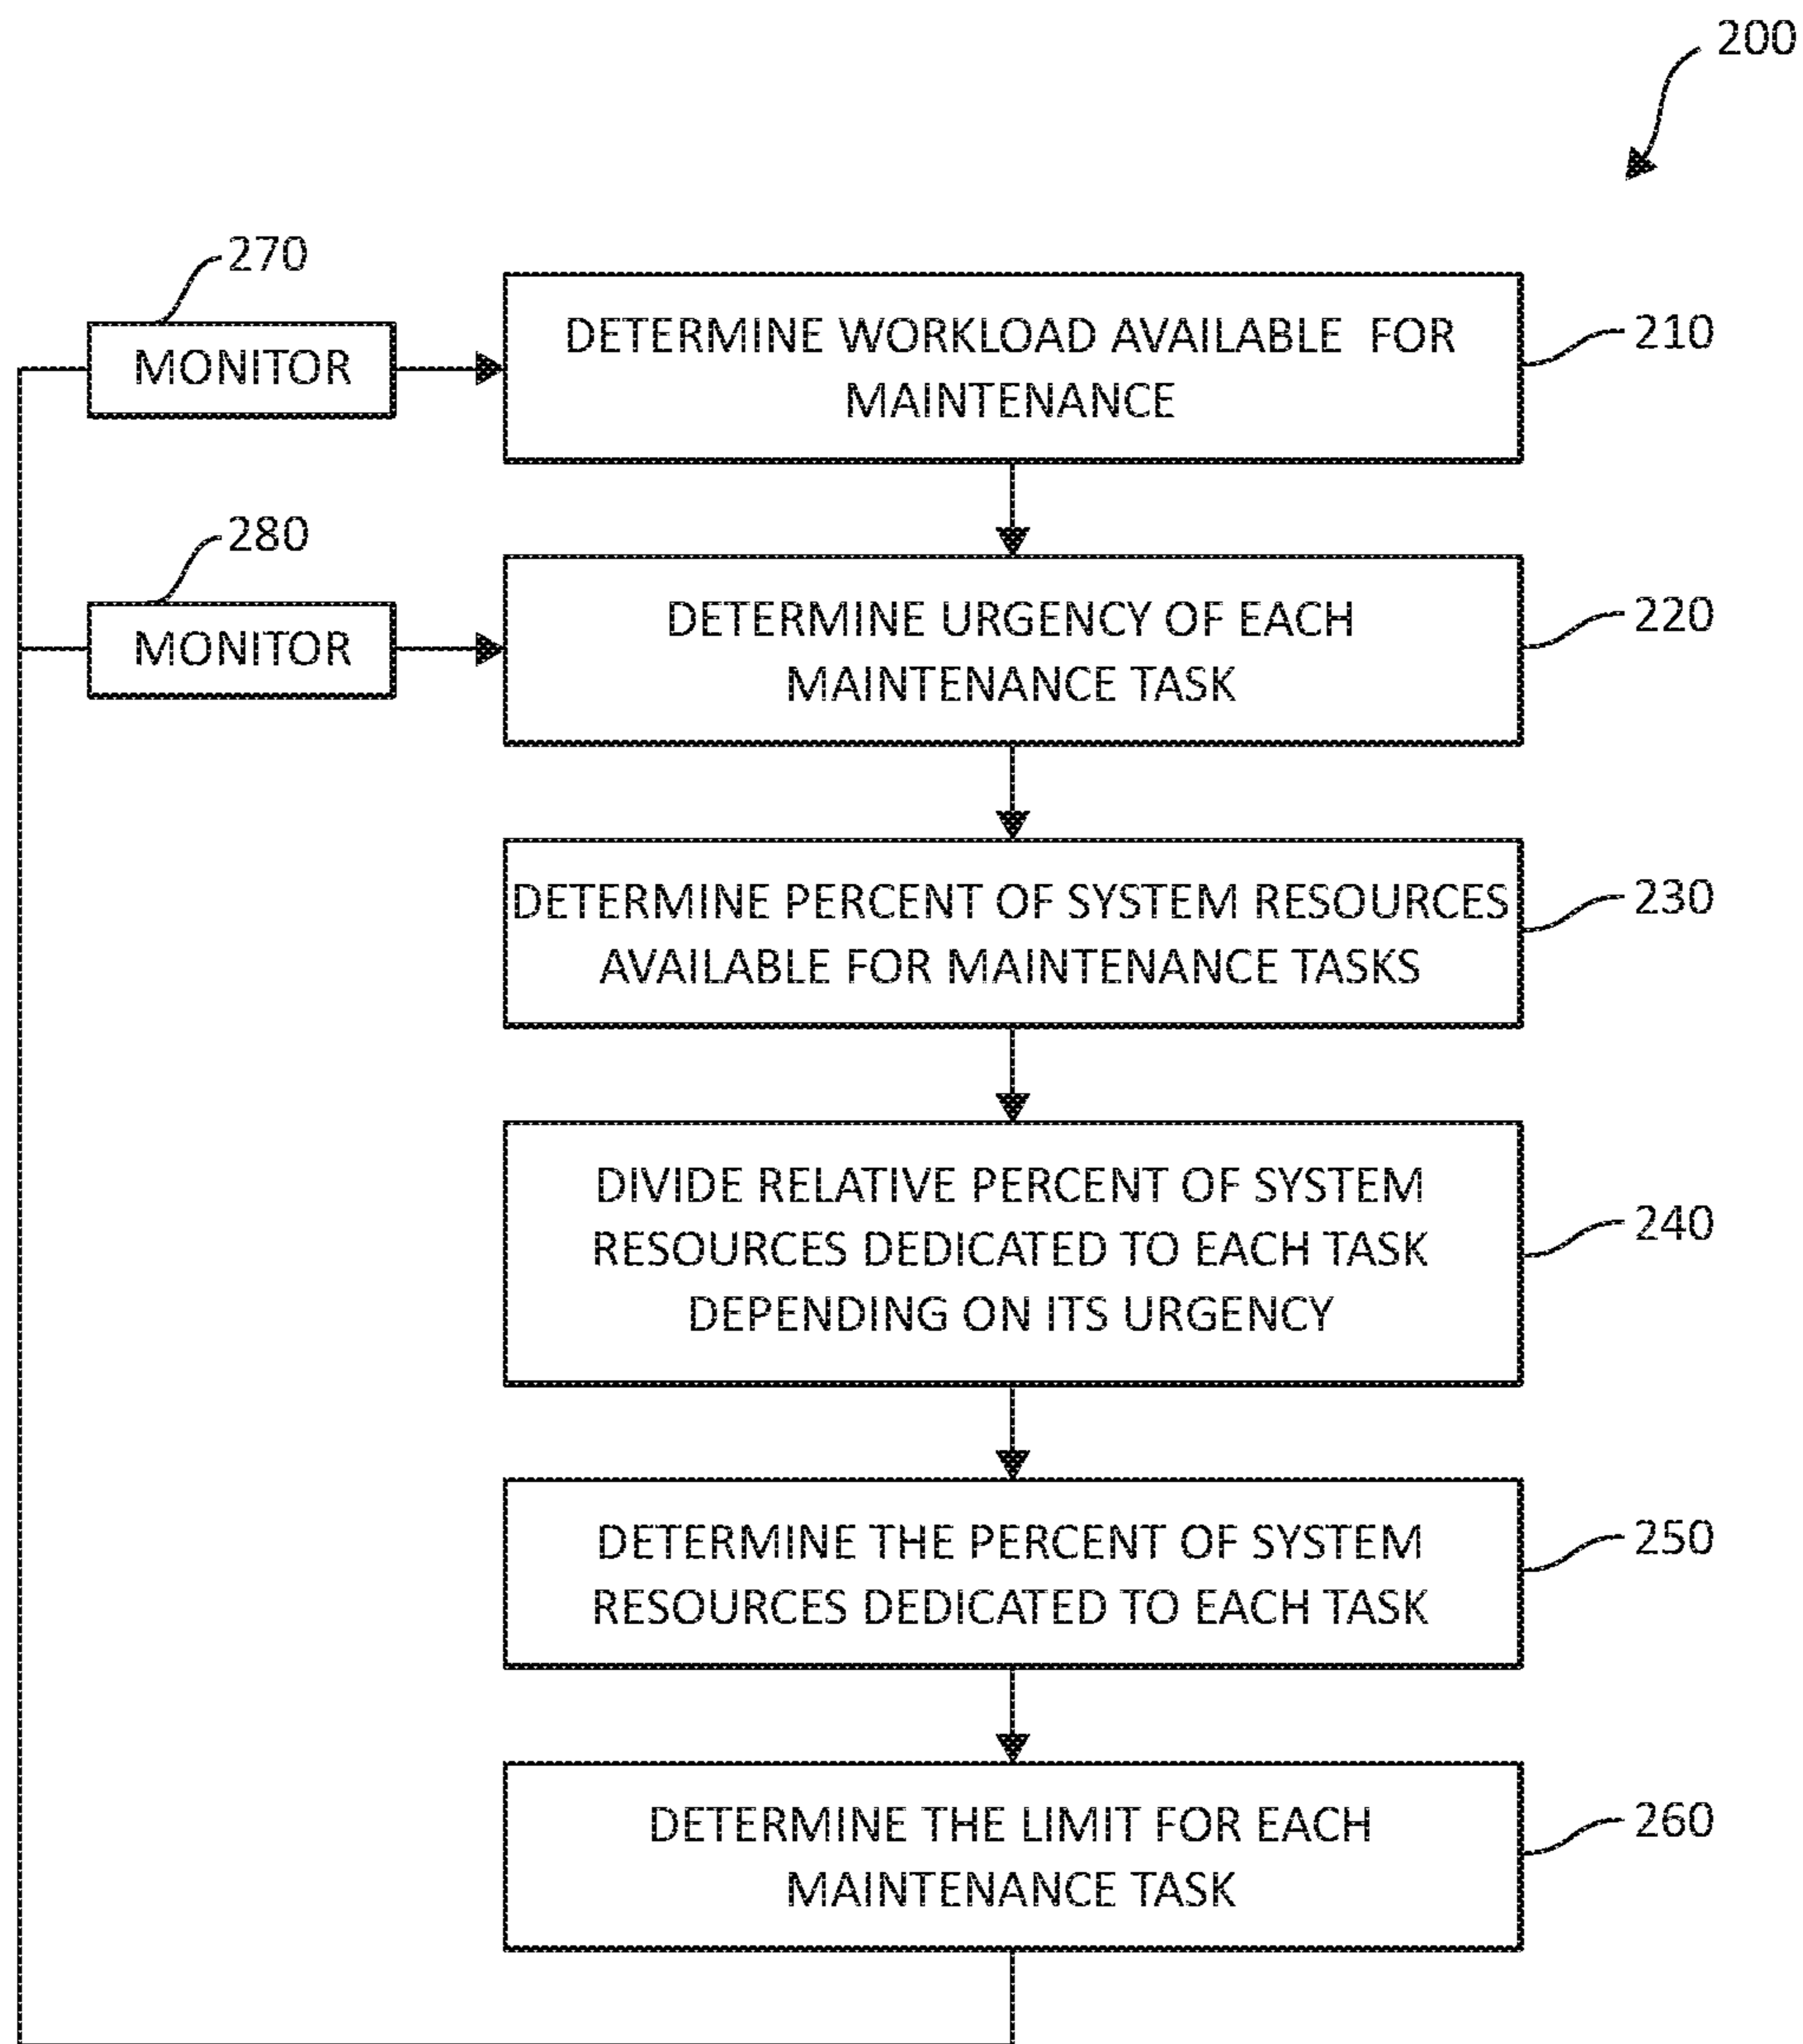 200
270
MONITOR
DETERMINE WORKLOAD AVAILABLE FOR
MAINTENANCE
210
280
MONITOR
DETERMINE URGENCY OF EACH
MAINTENANCE TASK
220
DETERMINE PERCENT OF SYSTEM RESOURCES
AVAILABLE FOR MAINTENANCE TASKS
230
DIVIDE RELATIVE PERCENT OF SYSTEM
RESOURCES DEDICATED TO EACH TASK
DEPENDING ON ITS URGENCY
240
DETERMINE THE PERCENT OF SYSTEM
RESOURCES DEDICATED TO EACH TASK
250
DETERMINE THE LIMIT FOR EACH
MAINTENANCE TASK
260